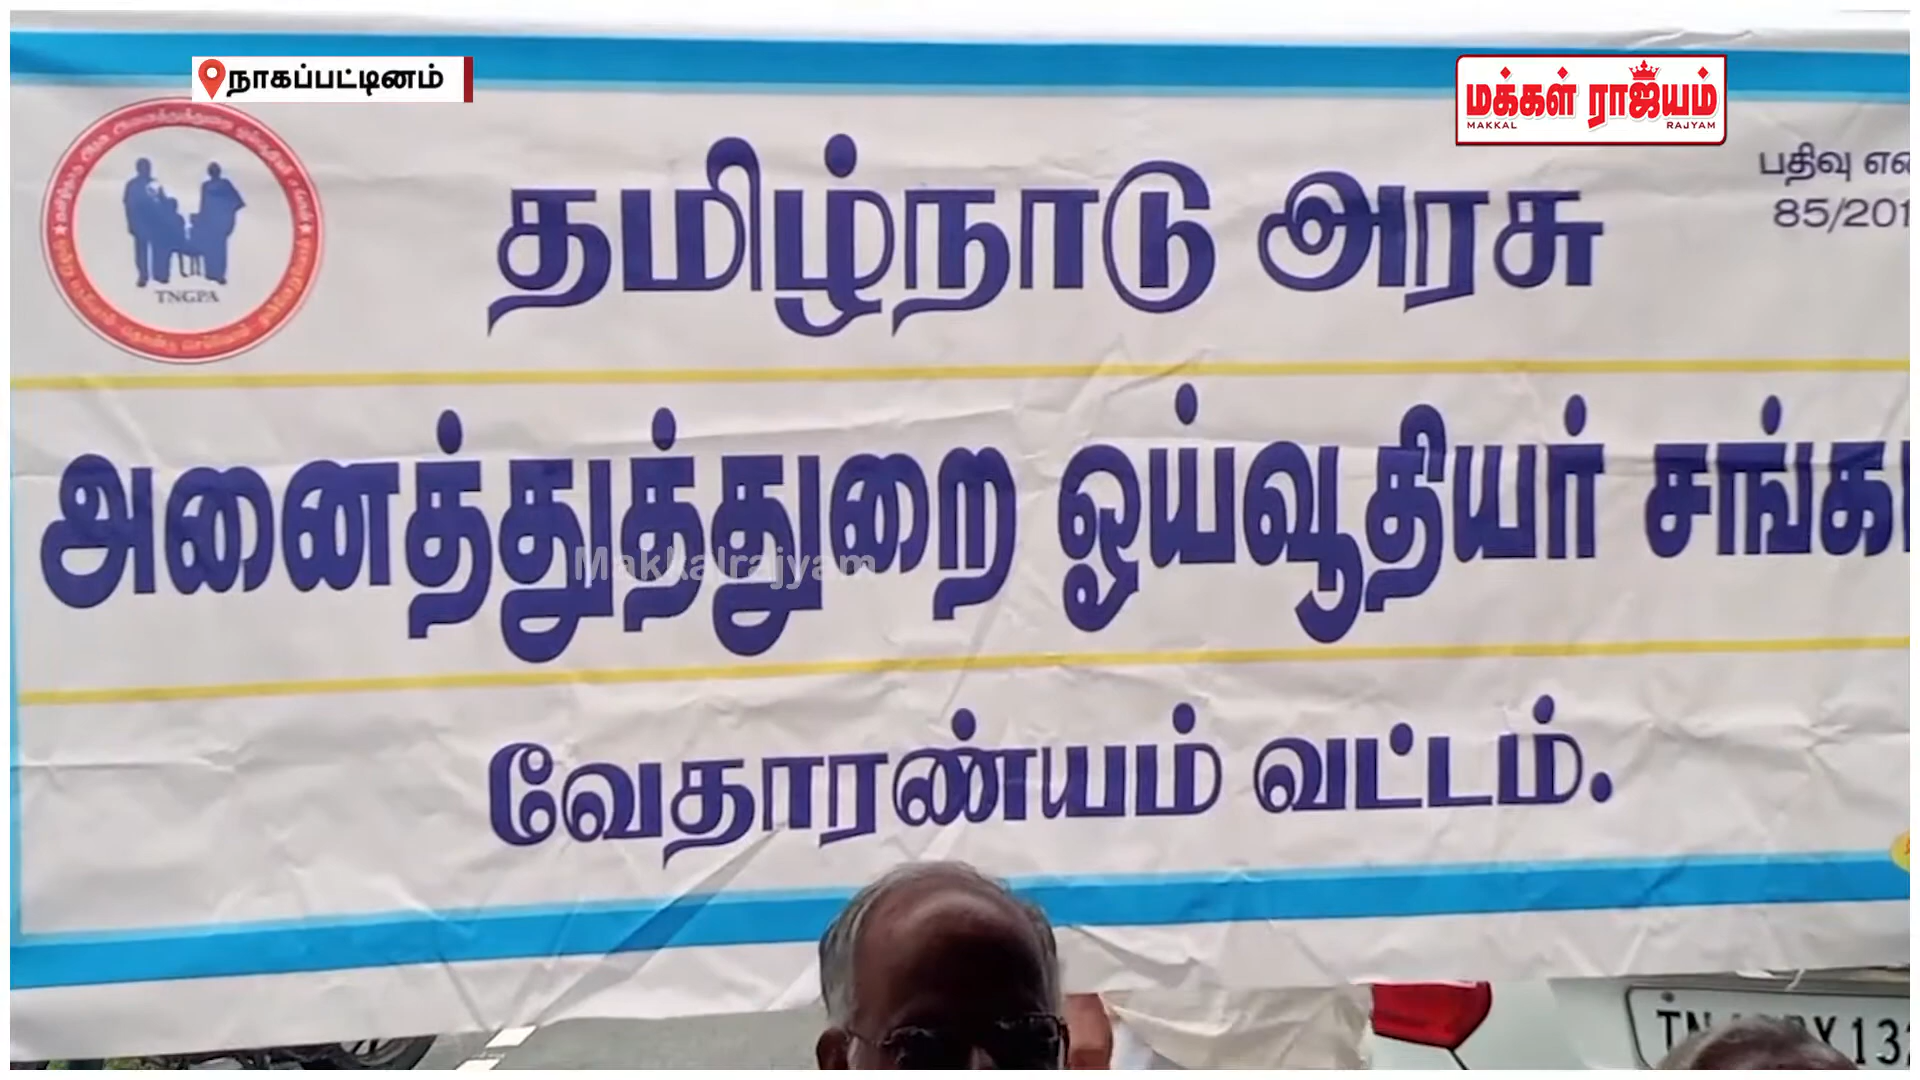 நாகப்பட்டினம்
மக்கள் ராஜ்யம்
MAKKAL RAJYAM
பதிவு
85/201
தமிழ்நாடு அரசு
TNGPA
அனைத்துத்துறை ஓய்வூதியர்
Makkalrajyam
வேதாரண்யம் வட்டம்.